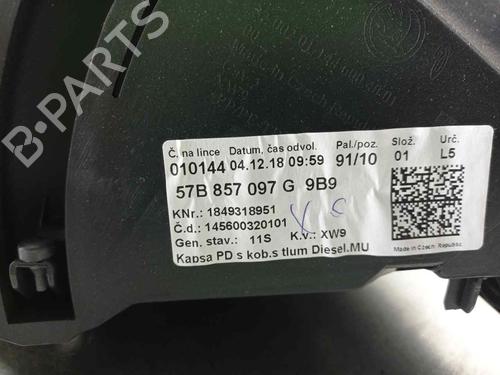 Č. na lince Datum, čas odvol. Pal./poz. Slož. Urč.
010144 04.12.18 09:59 91/10 01 L5
57B 857 097 G 9B9
KNr.: 1849318951
Č.d.: 145600320101
Gen. stav.: 11S K.v.: XW9
Kapsa PD s kob.s tlum Diesel.MU
Made in Czech Republic
B-PARTS